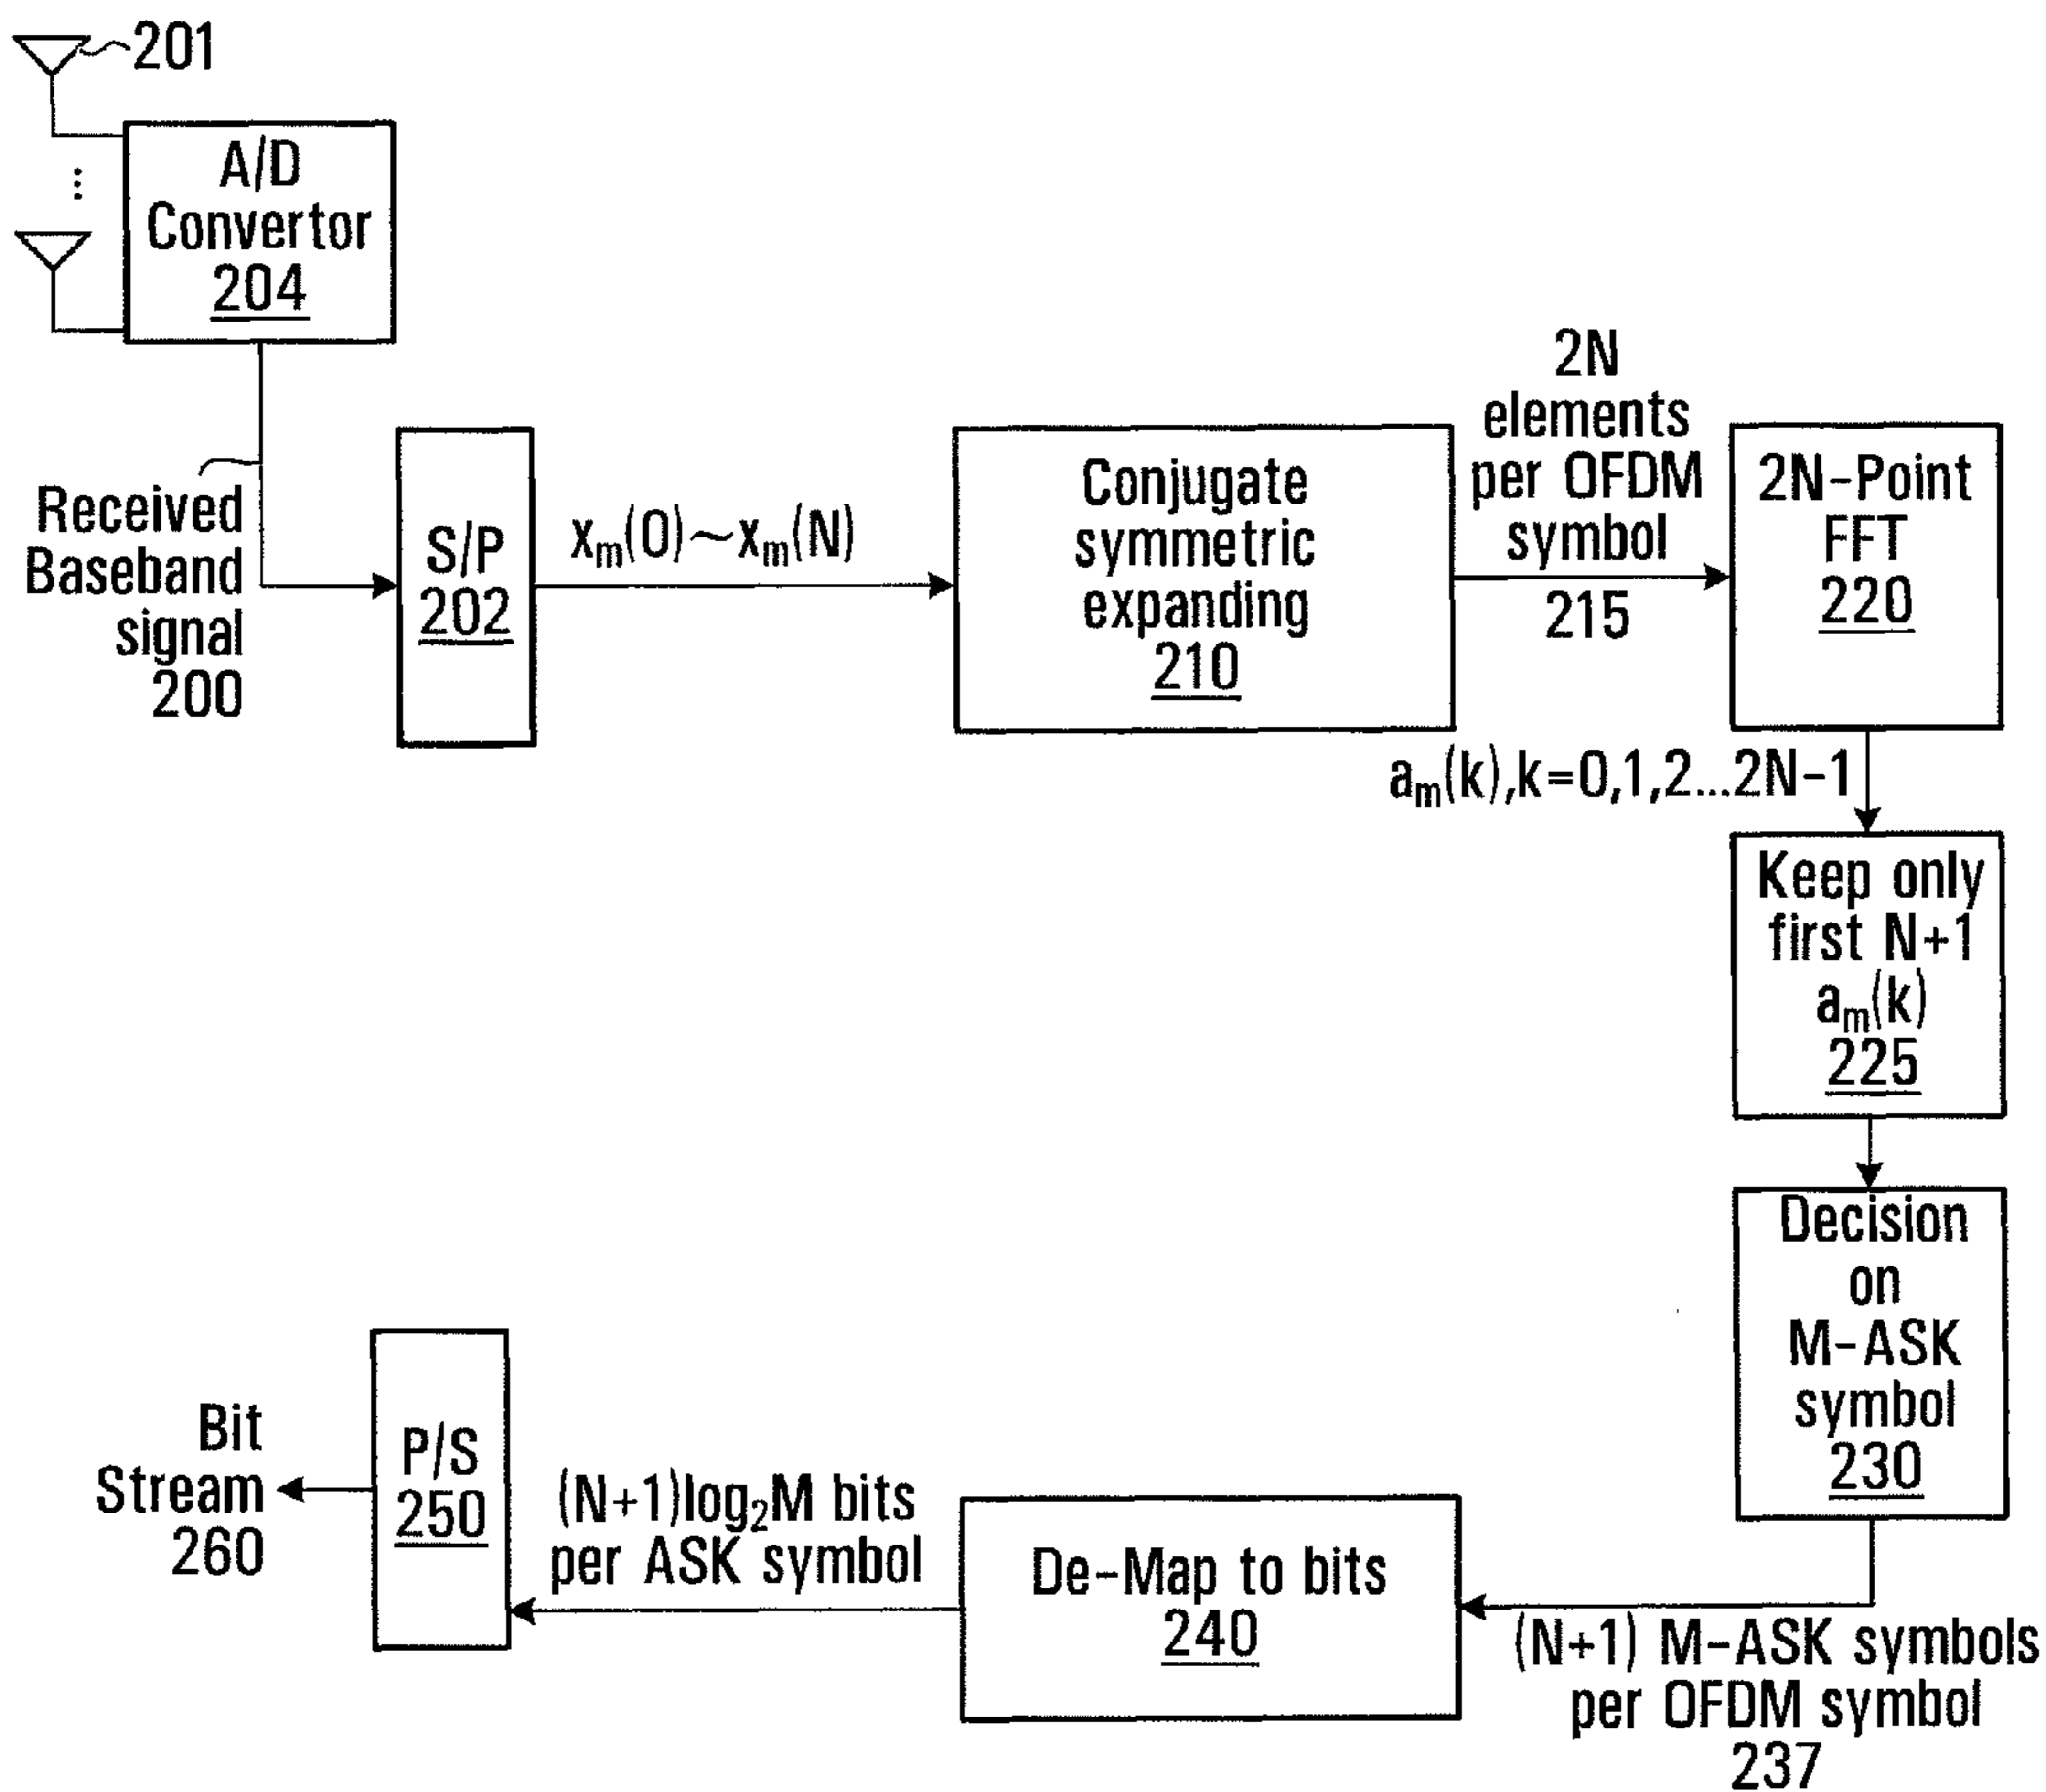 201
A/D
Convertor
204
...
Received
Baseband
signal
200
S/P
202
xₘ(0)~xₘ(N)
Conjugate
symmetric
expanding
210
2N
elements
per OFDM
symbol
215
2N-Point
FFT
220
aₘ(k),k=0,1,2...2N-1
Keep only
first N+1
aₘ(k)
225
Decision
on
M-ASK
symbol
230
(N+1) M-ASK symbols
per OFDM symbol
237
De-Map to bits
240
(N+1)log₂M bits
per ASK symbol
P/S
250
Bit
Stream
260